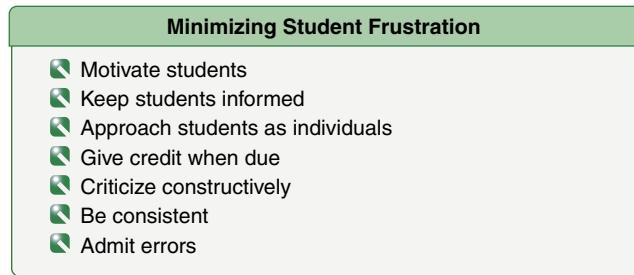 Minimizing Student Frustration
Motivate students
Keep students informed
Approach students as individuals
Give credit when due
Criticize constructively
Be consistent
Admit errors